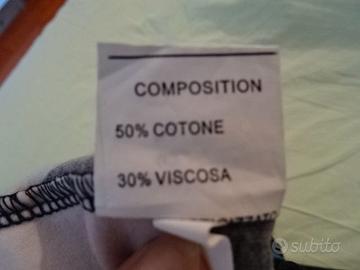 COMPOSITION
50% COTONE
30% VISCOSA
subito